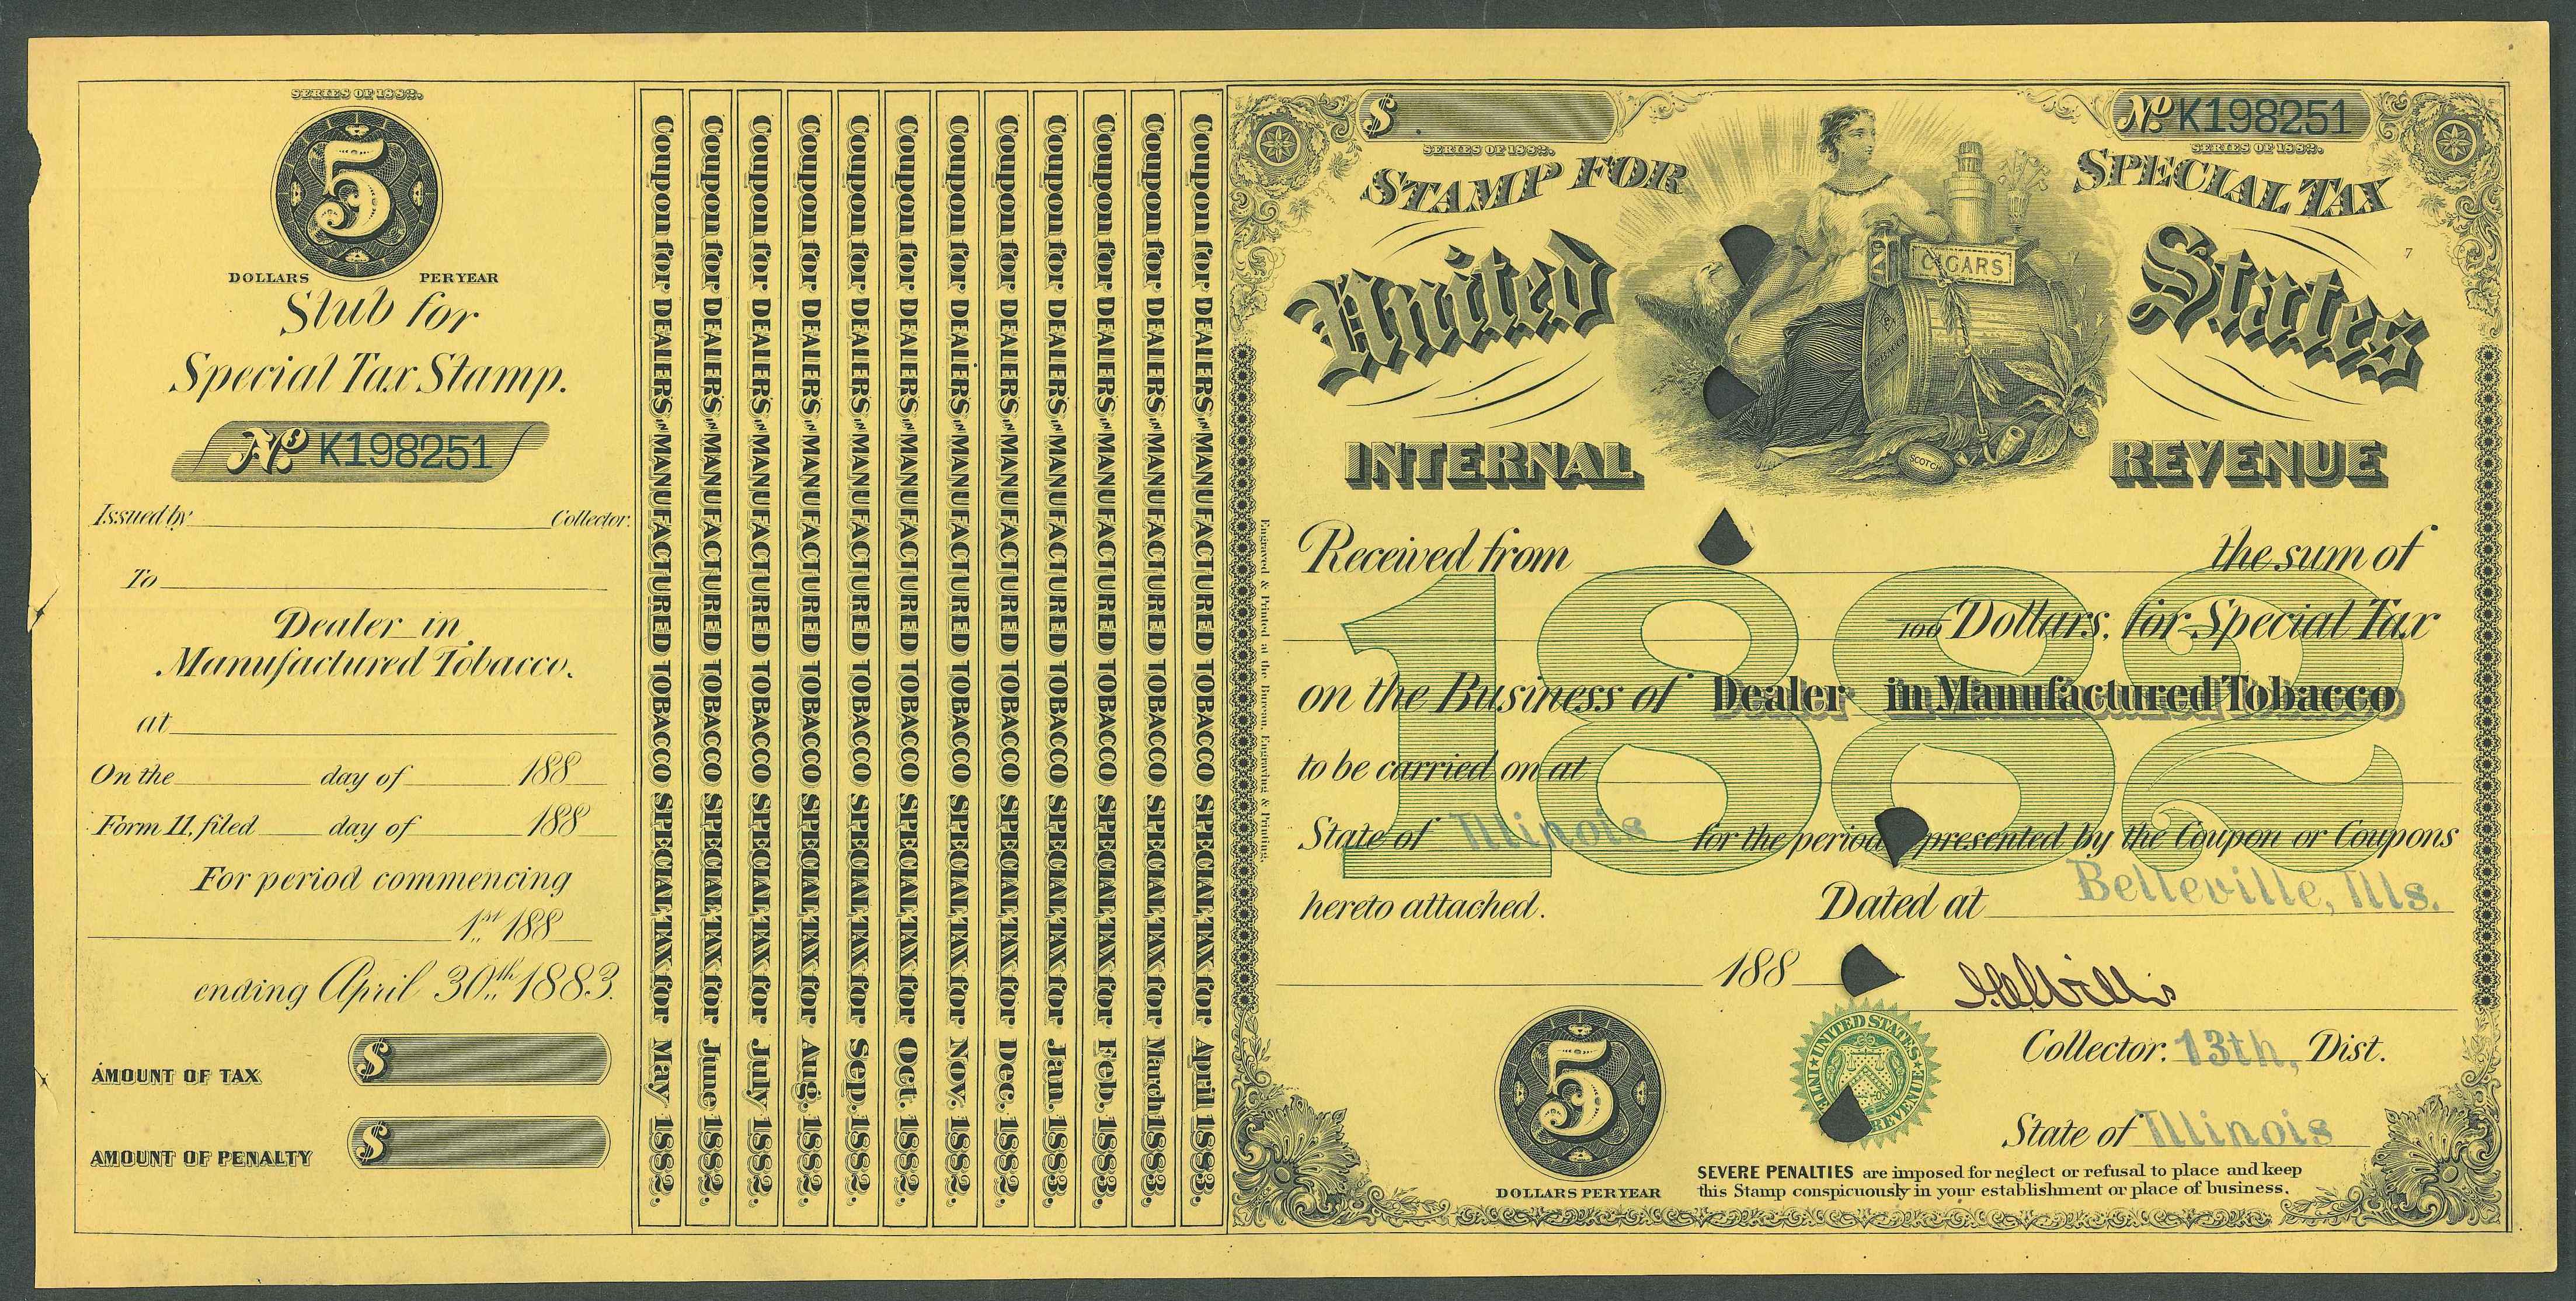 SERIES OF 1882.
5
DOLLARS PER YEAR
Stub for
Special Tax Stamp.
No. K198251
Issued by Collector.
To
Dealer in
Manufactured Tobacco.
at
On the day of 188
Form 11, filed day of 188
For period commencing
1st 188
ending April 30th 1883.
AMOUNT OF TAX $
AMOUNT OF PENALTY $
Coupon for DEALERS IN MANUFACTURED TOBACCO SPECIAL TAX for May 1882.
Coupon for DEALERS IN MANUFACTURED TOBACCO SPECIAL TAX for June 1882.
Coupon for DEALERS IN MANUFACTURED TOBACCO SPECIAL TAX for July 1882.
Coupon for DEALERS IN MANUFACTURED TOBACCO SPECIAL TAX for Aug. 1882.
Coupon for DEALERS IN MANUFACTURED TOBACCO SPECIAL TAX for Sep. 1882.
Coupon for DEALERS IN MANUFACTURED TOBACCO SPECIAL TAX for Oct. 1882.
Coupon for DEALERS IN MANUFACTURED TOBACCO SPECIAL TAX for Nov. 1882.
Coupon for DEALERS IN MANUFACTURED TOBACCO SPECIAL TAX for Dec. 1882.
Coupon for DEALERS IN MANUFACTURED TOBACCO SPECIAL TAX for Jan. 1883.
Coupon for DEALERS IN MANUFACTURED TOBACCO SPECIAL TAX for Feb. 1883.
Coupon for DEALERS IN MANUFACTURED TOBACCO SPECIAL TAX for March 1883.
Coupon for DEALERS IN MANUFACTURED TOBACCO SPECIAL TAX for April 1883.
Engraved & Printed at the Bureau, Engraving & Printing.
$
No. K198251
SERIES OF 1882.
SERIES OF 1882.
STAMP FOR SPECIAL TAX
United States
7
CIGARS
SCOTCH
INTERNAL REVENUE
Received from the sum of
1882
100 Dollars, for Special Tax
on the Business of Dealer in Manufactured Tobacco
to be carried on at
State of Illinois for the period presented by the Coupon or Coupons
hereto attached. Dated at Belleville, Ills.
188
Collector. 13th, Dist.
UNITED STATES REVENUE
State of Illinois
5
DOLLARS PER YEAR
SEVERE PENALTIES are imposed for neglect or refusal to place and keep
this Stamp conspicuously in your establishment or place of business.